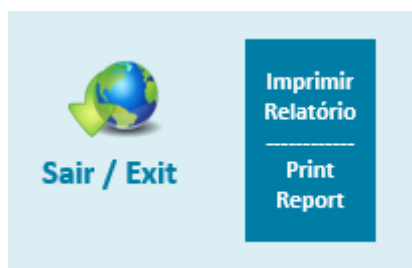 Sair / Exit
Imprimir
Relatório
------------
Print
Report